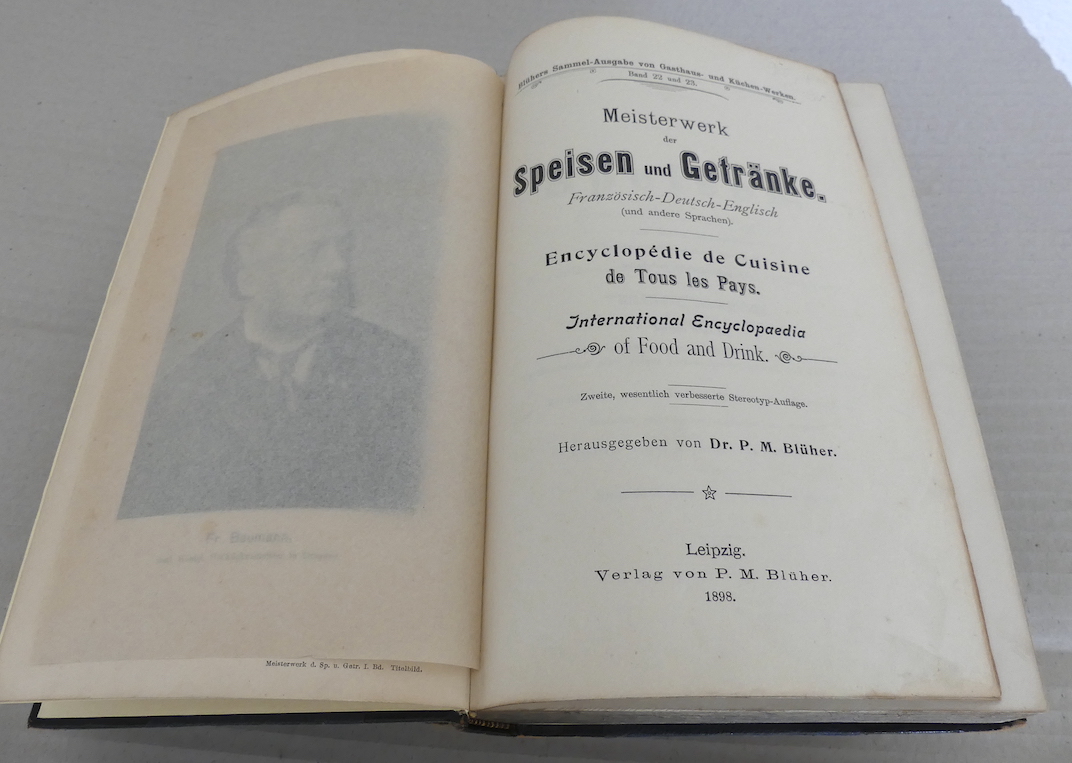 Fr. Baumann,
Meisterwerk d. Sp. u. Getr. I. Bd. Titelbild.
Blühers Sammel-Ausgabe von Gasthaus- und Küchen-Werken.
Band 22 und 23.
Meisterwerk
der
Speisen und Getränke.
Französisch-Deutsch-Englisch
(und andere Sprachen).
Encyclopédie de Cuisine
de Tous les Pays.
International Encyclopaedia
of Food and Drink.
Zweite, wesentlich verbesserte Stereotyp-Auflage.
Herausgegeben von Dr. P. M. Blüher.
Leipzig.
Verlag von P. M. Blüher.
1898.